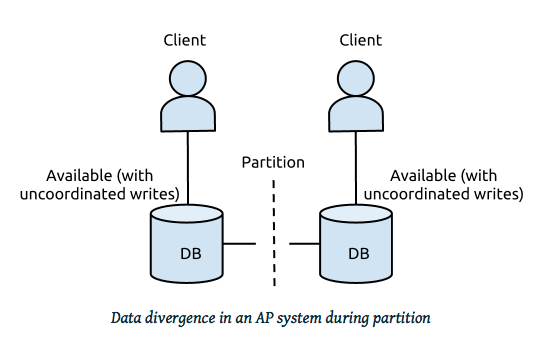 Client
Client
Partition
Available (with
uncoordinated writes)
Available (with
uncoordinated writes)
DB
DB
Data divergence in an AP system during partition